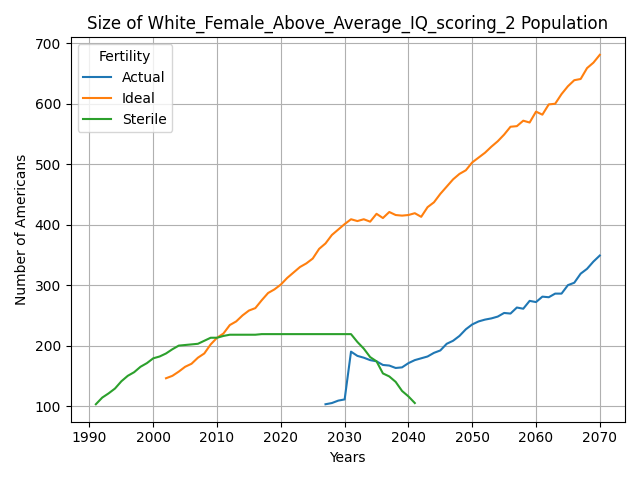 Size of White_Female_Above_Average_IQ_scoring_2 Population
Fertility
Actual
Ideal
Sterile
Number of Americans
700
600
500
400
300
200
100
1990 2000 2010 2020 2030 2040 2050 2060 2070
Years